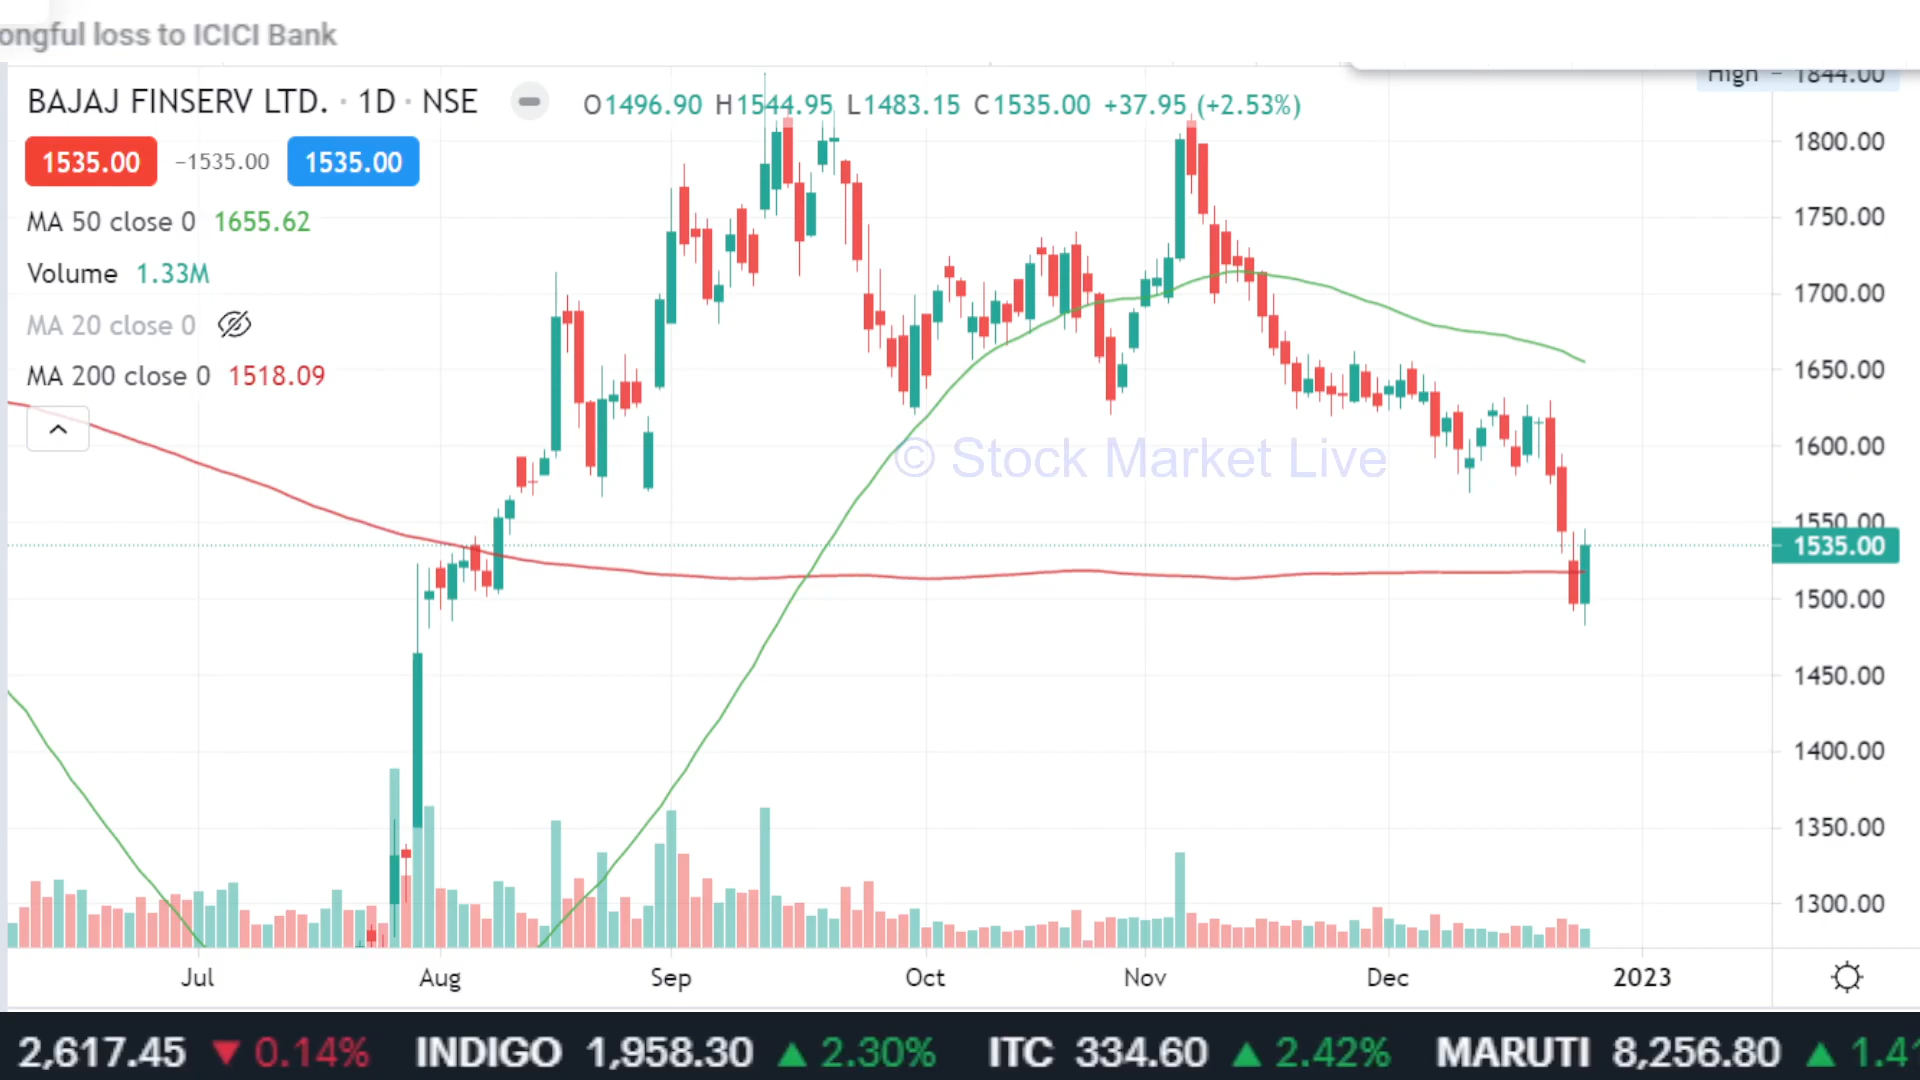 loss to ICICI Bank
High - 1844.00
BAJAJ FINSERV LTD. · 1D · NSE O1496.90 H1544.95 L1483.15 C1535.00 +37.95 (+2.53%)
1535.00 −1535.00 1535.00
MA 50 close 0 1655.62
Volume 1.33M
MA 20 close 0
MA 200 close 0 1518.09
© Stock Market Live
1800.00
1750.00
1700.00
1650.00
1600.00
1550.00
1535.00
1500.00
1450.00
1400.00
1350.00
1300.00
Jul Aug Sep Oct Nov Dec 2023
2,617.45 ▼ 0.14% INDIGO 1,958.30 ▲ 2.30% ITC 334.60 ▲ 2.42% MARUTI 8,256.80 ▲